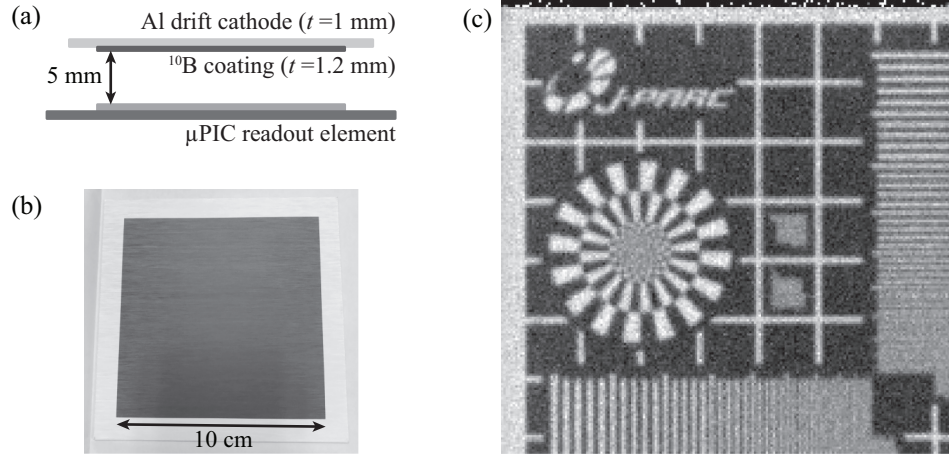 (a)
Al drift cathode (t =1 mm)
¹⁰B coating (t =1.2 mm)
5 mm
μPIC readout element
(b)
10 cm
(c)
J-PARC